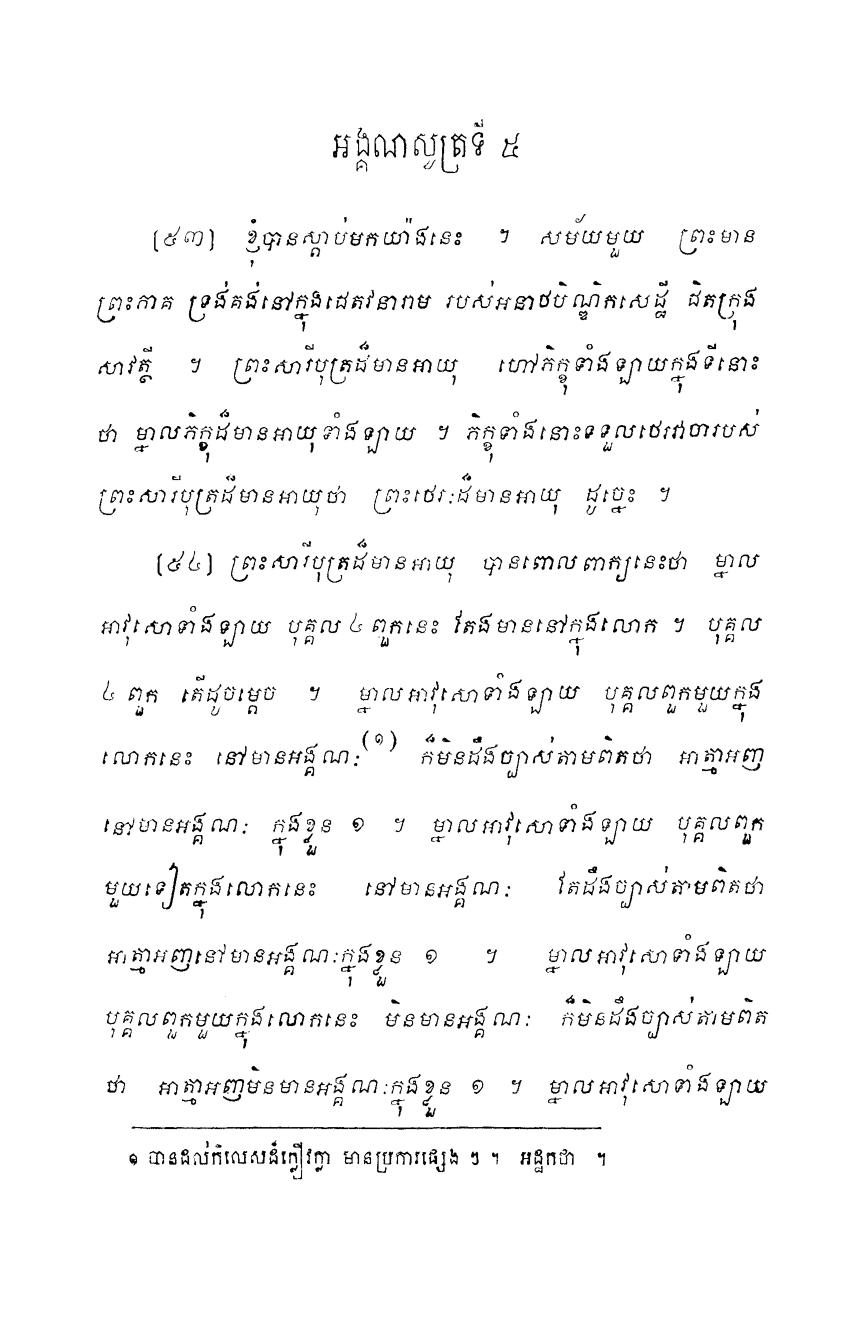 អង្គណសូត្រទី ៥
[៥៣] ខ្ញុំបានស្តាប់មកយ៉ាងនេះ ។ សម័យមួយ ព្រះមាន
ព្រះភាគ ទ្រង់គង់នៅក្នុងជេតវនារាម របស់អនាថបិណ្ឌិកសេដ្ឋី ជិតក្រុង
សាវត្ថី ។ ព្រះសារីបុត្រដ៏មានអាយុ ហៅភិក្ខុទាំងឡាយក្នុងទីនោះ
ថា ម្នាលភិក្ខុដ៏មានអាយុទាំងឡាយ ។ ភិក្ខុទាំងនោះទទួលថេរវាចារបស់
ព្រះសារីបុត្រដ៏មានអាយុថា ព្រះថេរៈដ៏មានអាយុ ដូច្នេះ ។
[៥៤] ព្រះសារីបុត្រដ៏មានអាយុ បានពោលពាក្យនេះថា ម្នាល
អាវុសោទាំងឡាយ បុគ្គល ៤ ពួកនេះ តែងមាននៅក្នុងលោក ។ បុគ្គល
៤ ពួក តើដូចម្តេច ។ ម្នាលអាវុសោទាំងឡាយ បុគ្គលពួកមួយក្នុង
លោកនេះ នៅមានអង្គណៈ(១) ក៏មិនដឹងច្បាស់តាមពិតថា អាត្មាអញ
នៅមានអង្គណៈ ក្នុងខ្លួន ១ ។ ម្នាលអាវុសោទាំងឡាយ បុគ្គលពួក
មួយទៀតក្នុងលោកនេះ នៅមានអង្គណៈ តែដឹងច្បាស់តាមពិតថា
អាត្មាអញនៅមានអង្គណៈក្នុងខ្លួន ១ ។ ម្នាលអាវុសោទាំងឡាយ
បុគ្គលពួកមួយក្នុងលោកនេះ មិនមានអង្គណៈ ក៏មិនដឹងច្បាស់តាមពិត
ថា អាត្មាអញមិនមានអង្គណៈក្នុងខ្លួន ១ ។ ម្នាលអាវុសោទាំងឡាយ
១ បានដល់កិលេសដ៏ក្លៀវក្លា មានប្រការផ្សេង ៗ ។ អដ្ឋកថា ។